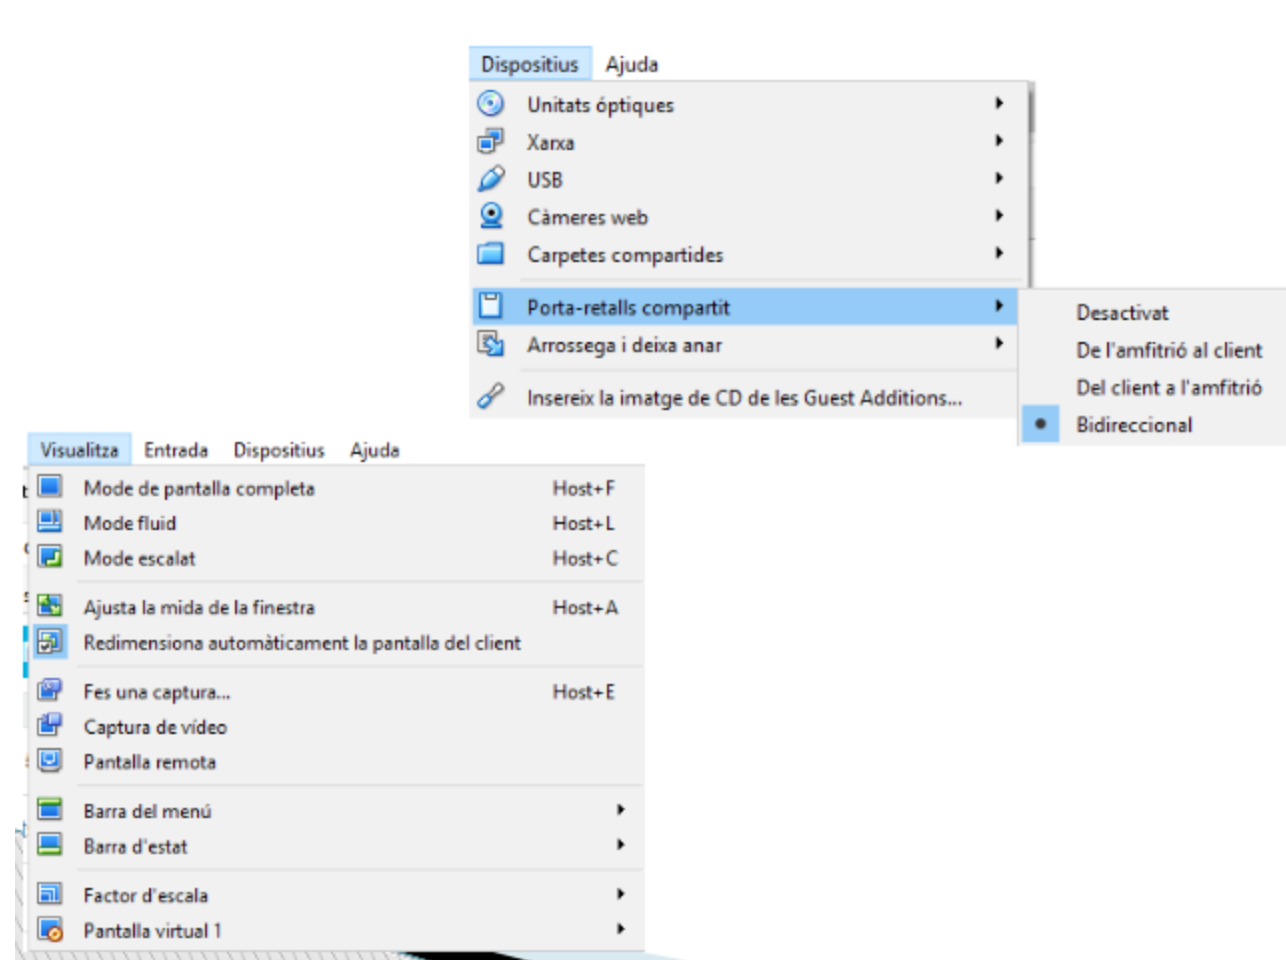 Dispositius Ajuda
Unitats óptiques
Xarxa
USB
Càmeres web
Carpetes compartides
Porta-retalls compartit
Arrossega i deixa anar
Insereix la imatge de CD de les Guest Additions...
Desactivat
De l'amfitrió al client
Del client a l'amfitrió
Bidireccional
Visualitza Entrada Dispositius Ajuda
Mode de pantalla completa Host+F
Mode fluid Host+L
Mode escalat Host+C
Ajusta la mida de la finestra Host+A
Redimensiona automàticament la pantalla del client
Fes una captura... Host+E
Captura de vídeo
Pantalla remota
Barra del menú
Barra d'estat
Factor d'escala
Pantalla virtual 1